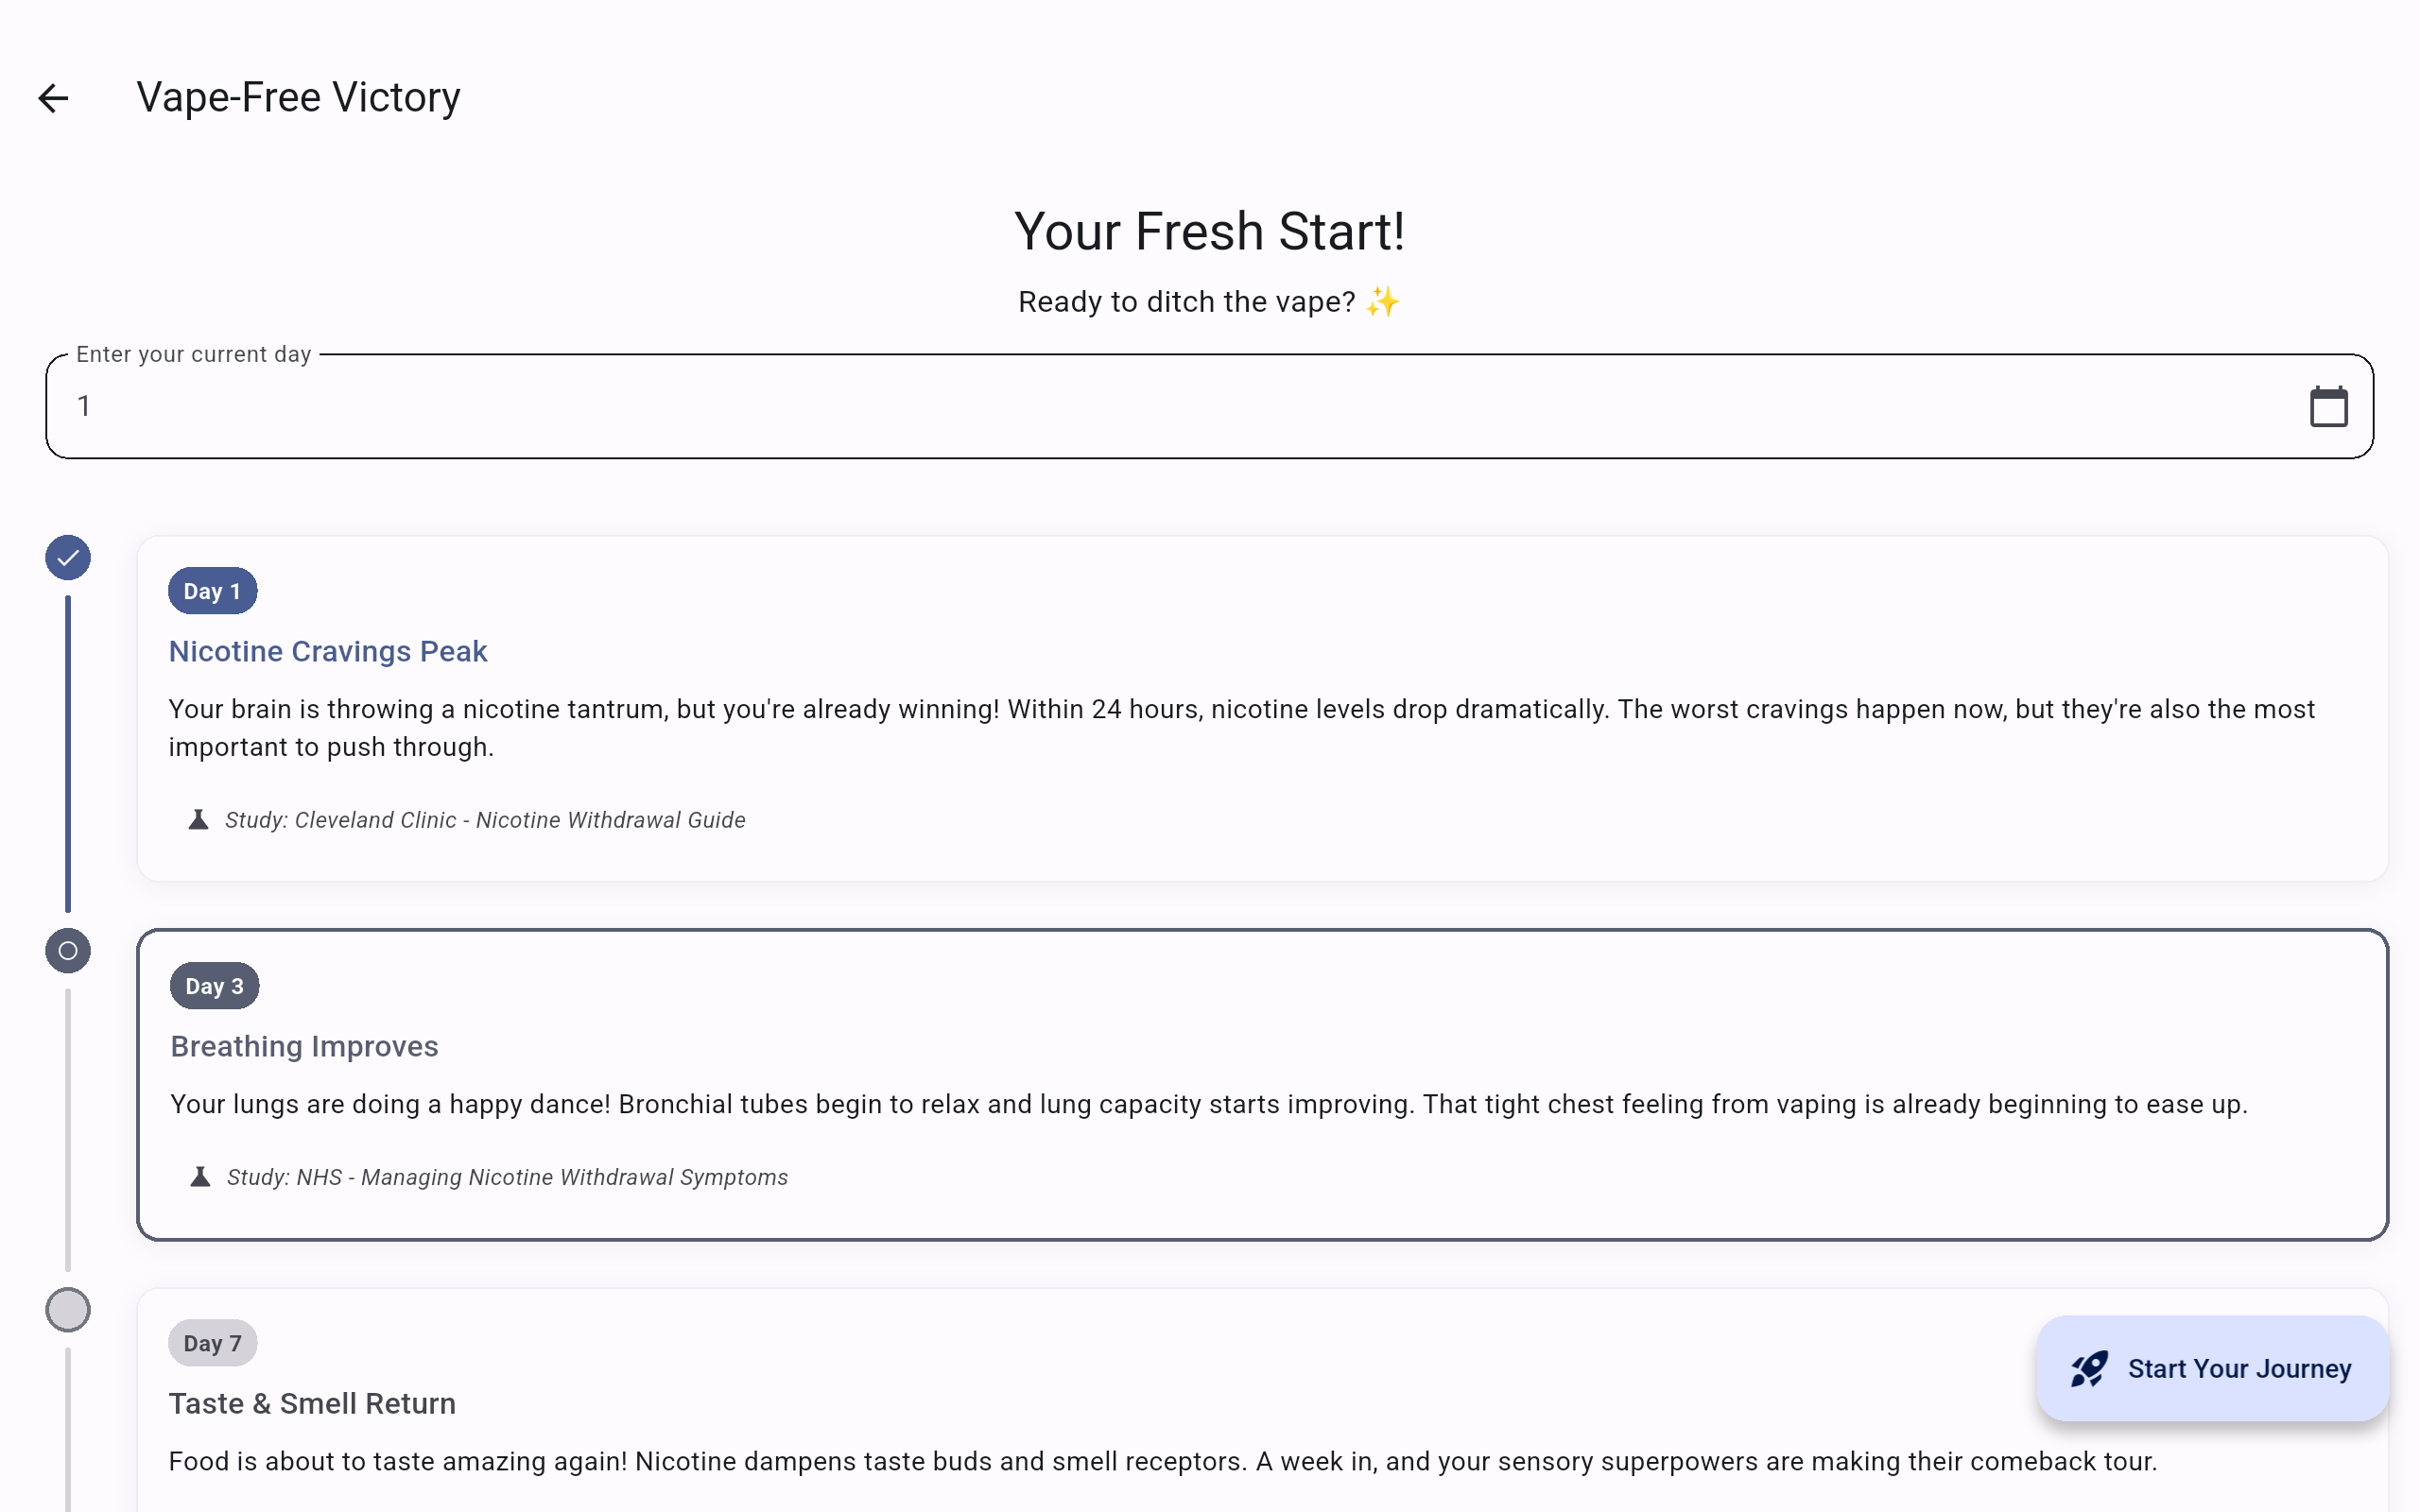 Vape-Free Victory
Your Fresh Start!
Ready to ditch the vape? ✨
Enter your current day
1
Day 1
Nicotine Cravings Peak
Your brain is throwing a nicotine tantrum, but you're already winning! Within 24 hours, nicotine levels drop dramatically. The worst cravings happen now, but they're also the most
important to push through.
Study: Cleveland Clinic - Nicotine Withdrawal Guide
Day 3
Breathing Improves
Your lungs are doing a happy dance! Bronchial tubes begin to relax and lung capacity starts improving. That tight chest feeling from vaping is already beginning to ease up.
Study: NHS - Managing Nicotine Withdrawal Symptoms
Day 7
Taste & Smell Return
Food is about to taste amazing again! Nicotine dampens taste buds and smell receptors. A week in, and your sensory superpowers are making their comeback tour.
Start Your Journey